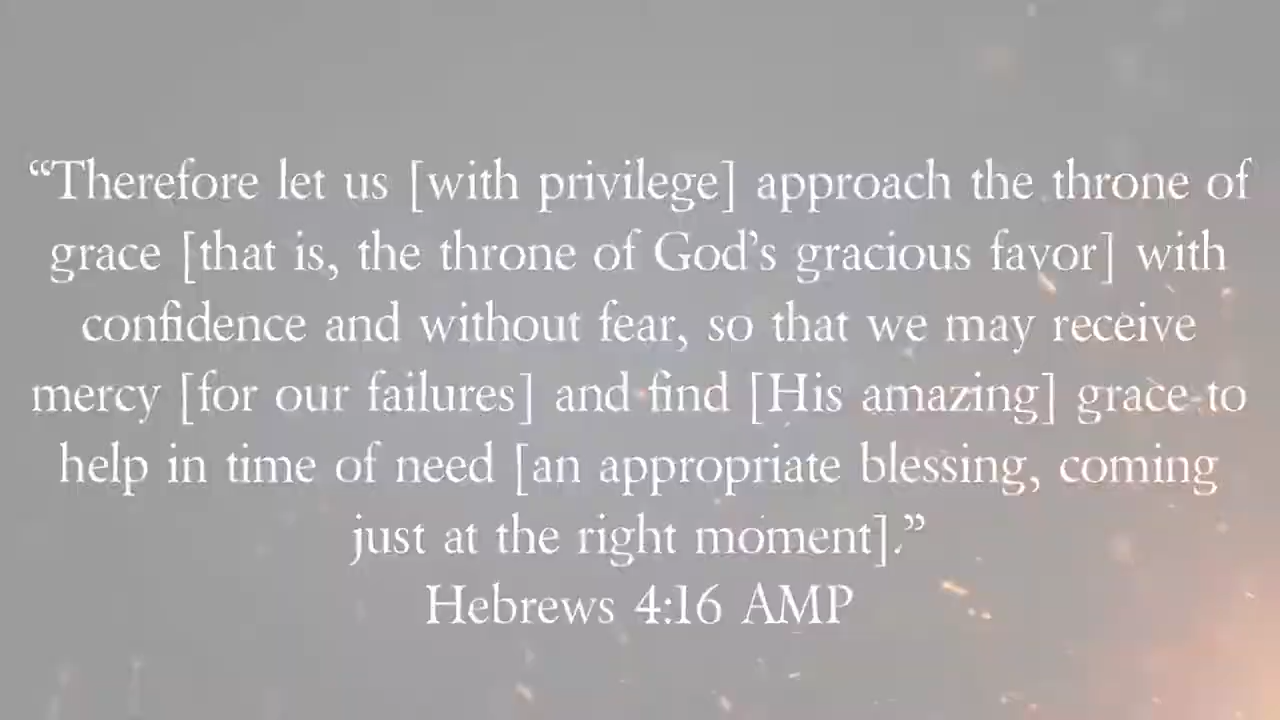 “Therefore let us [with privilege] approach the throne of
grace [that is, the throne of God’s gracious favor] with
confidence and without fear, so that we may receive
mercy [for our failures] and find [His amazing] grace to
help in time of need [an appropriate blessing, coming
just at the right moment].”
Hebrews 4:16 AMP